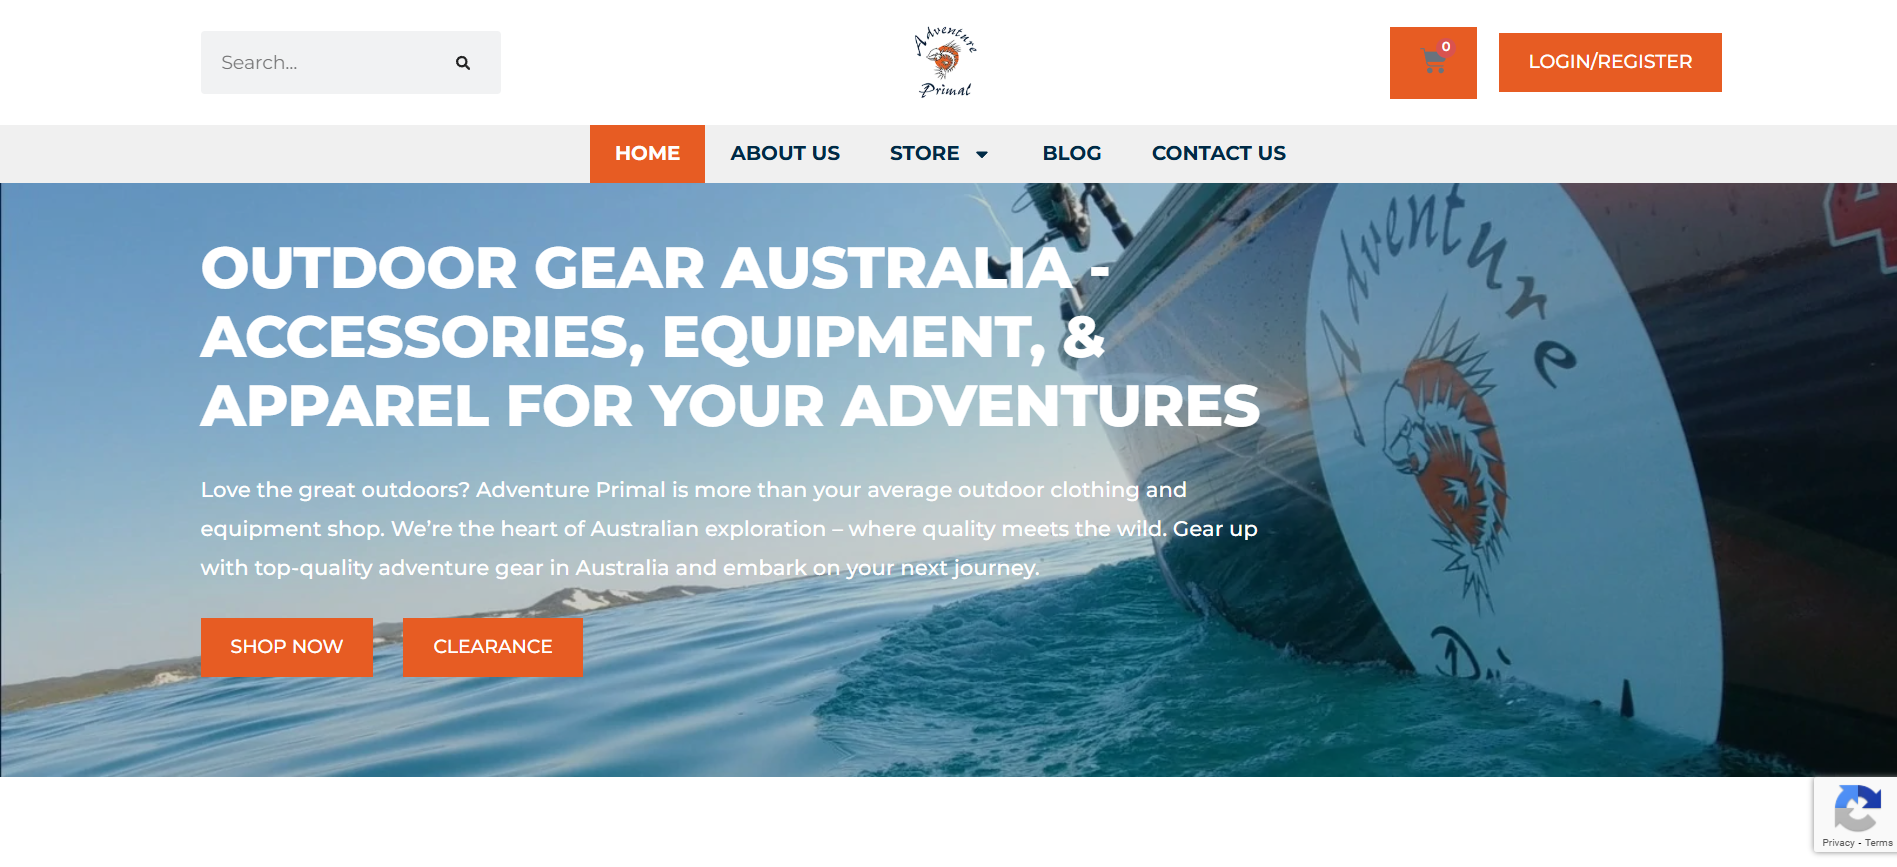 Search...
Adventure
Primal
0
LOGIN/REGISTER
HOME
ABOUT US
STORE
BLOG
CONTACT US
OUTDOOR GEAR AUSTRALIA -
ACCESSORIES, EQUIPMENT, &
APPAREL FOR YOUR ADVENTURES
Love the great outdoors? Adventure Primal is more than your average outdoor clothing and
equipment shop. We’re the heart of Australian exploration – where quality meets the wild. Gear up
with top-quality adventure gear in Australia and embark on your next journey.
SHOP NOW
CLEARANCE
Adventure
Privacy - Terms